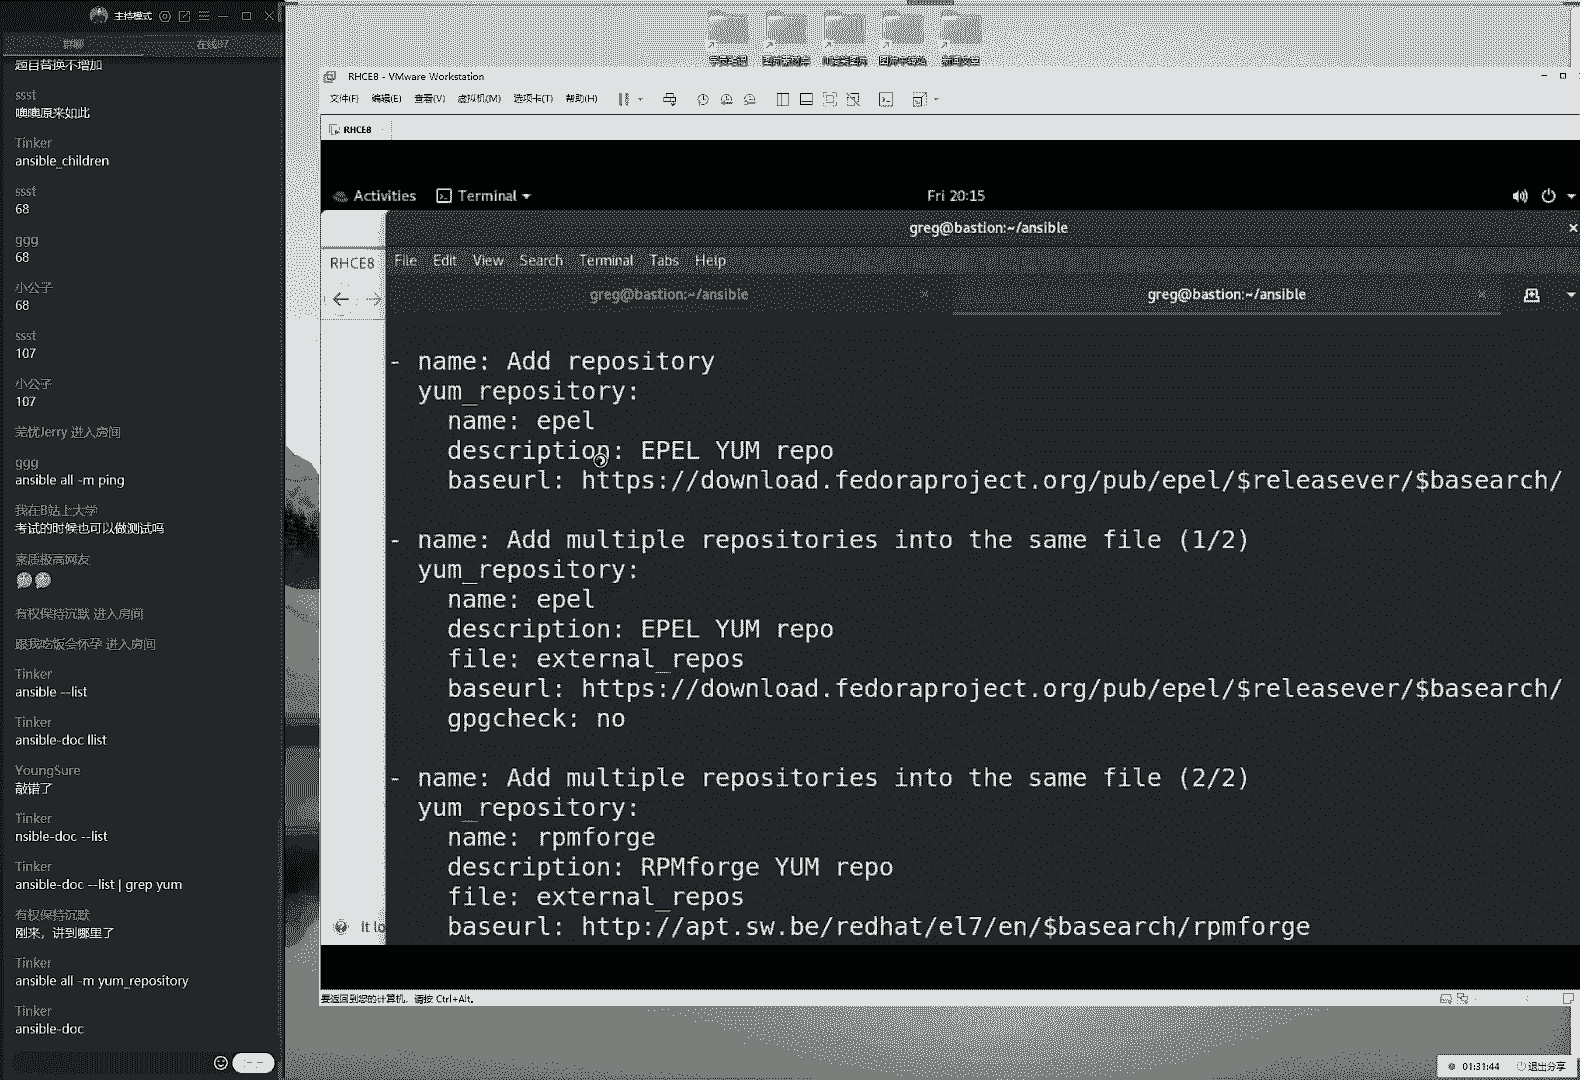 主持模式
群聊
题目替换不增加
ssst
噢噢原来如此
Tinker
ansible_children
ssst
68
ggg
68
小公子
68
ssst
107
小公子
107
芜忧Jerry 进入房间
ggg
ansible all -m ping
我在B站上大学
考试的时候也可以做测试吗
素质极高网友
有权保持沉默 进入房间
跟我吃饭会怀孕 进入房间
Tinker
ansible --list
Tinker
ansible-doc llist
YoungSure
敲错了
Tinker
nsible-doc --list
Tinker
ansible-doc --list | grep yum
有权保持沉默
刚来，讲到哪里了
Tinker
ansible all -m yum_repository
Tinker
ansible-doc
RHCE8 - VMware Workstation
文件(F) 编辑(E) 查看(V) 虚拟机(M) 选项卡(T) 帮助(H)
RHCE8
Activities Terminal Fri 20:15
greg@bastion:~/ansible
RHCE8
File Edit View Search Terminal Tabs Help
greg@bastion:~/ansible greg@bastion:~/ansible
- name: Add repository
yum_repository:
name: epel
description: EPEL YUM repo
baseurl: https://download.fedoraproject.org/pub/epel/$releasever/$basearch/
- name: Add multiple repositories into the same file (1/2)
yum_repository:
name: epel
description: EPEL YUM repo
file: external_repos
baseurl: https://download.fedoraproject.org/pub/epel/$releasever/$basearch/
gpgcheck: no
- name: Add multiple repositories into the same file (2/2)
yum_repository:
name: rpmforge
description: RPMforge YUM repo
file: external_repos
baseurl: http://apt.sw.be/redhat/el7/en/$basearch/rpmforge
It lo
要返回到您的计算机，请按 Ctrl+Alt。
01:31:44 退出分享